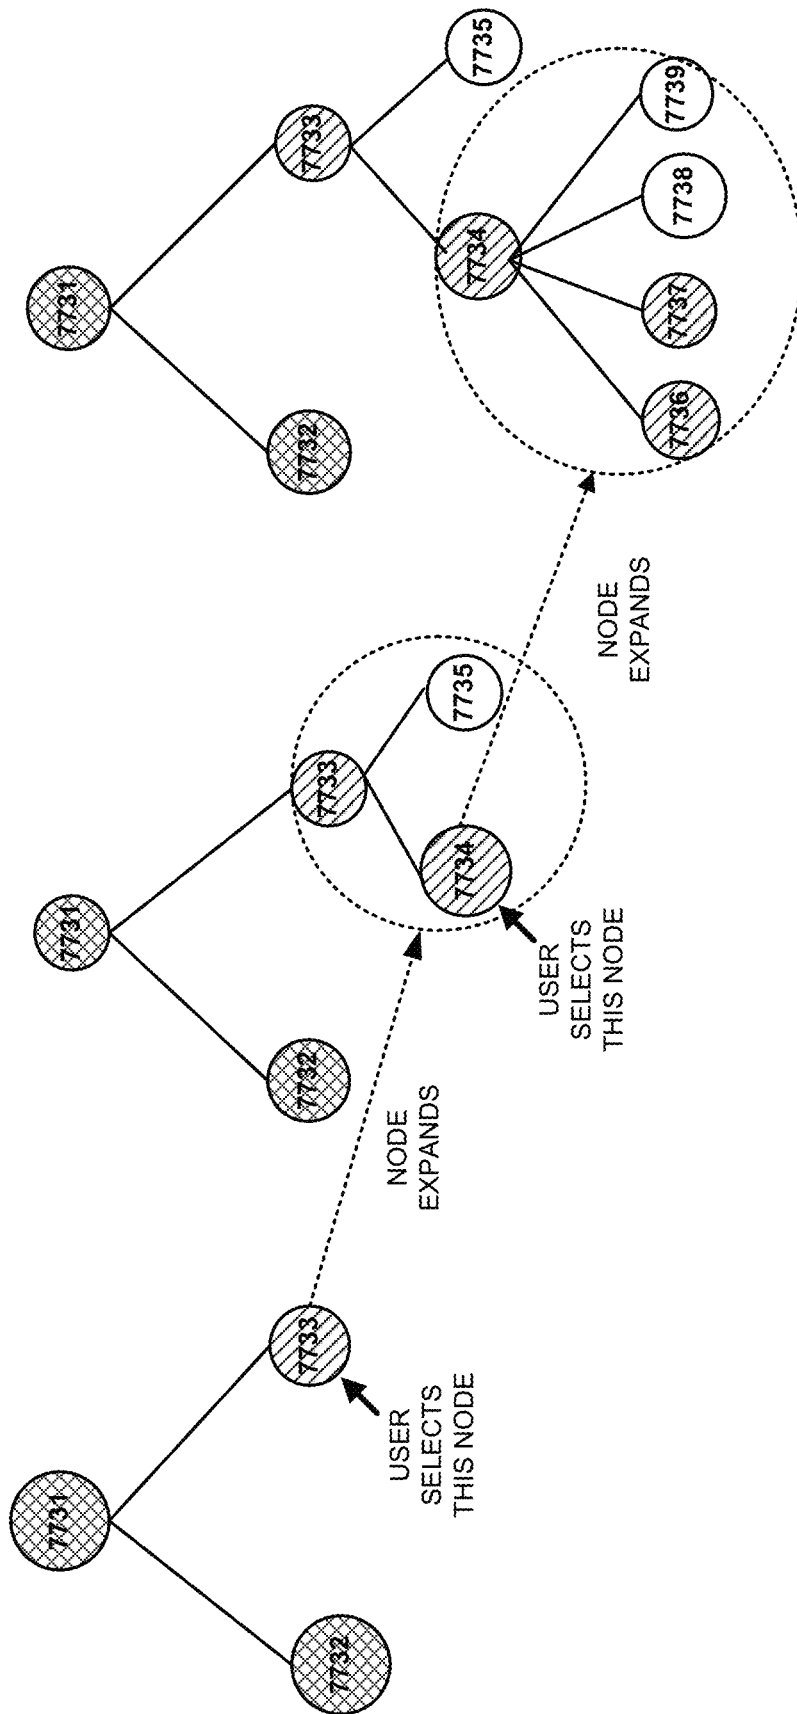 7731
7732
7733
USER
SELECTS
THIS NODE
NODE
EXPANDS
7731
7732
7733
7734
7735
USER
SELECTS
THIS NODE
NODE
EXPANDS
7731
7732
7733
7734
7735
7736
7737
7738
7739